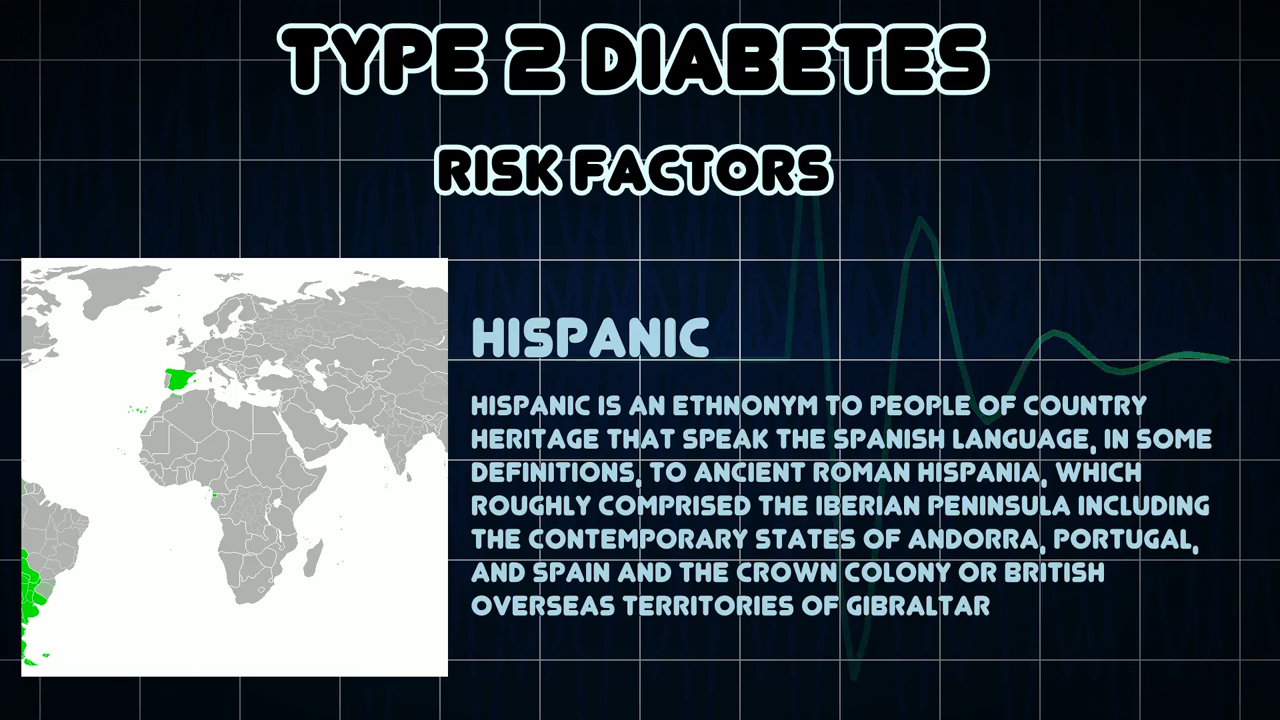 TYPE 2 DIABETES
RISK FACTORS
HISPANIC
HISPANIC IS AN ETHNONYM TO PEOPLE OF COUNTRY
HERITAGE THAT SPEAK THE SPANISH LANGUAGE, IN SOME
DEFINITIONS, TO ANCIENT ROMAN HISPANIA, WHICH
ROUGHLY COMPRISED THE IBERIAN PENINSULA INCLUDING
THE CONTEMPORARY STATES OF ANDORRA, PORTUGAL,
AND SPAIN AND THE CROWN COLONY OR BRITISH
OVERSEAS TERRITORIES OF GIBRALTAR